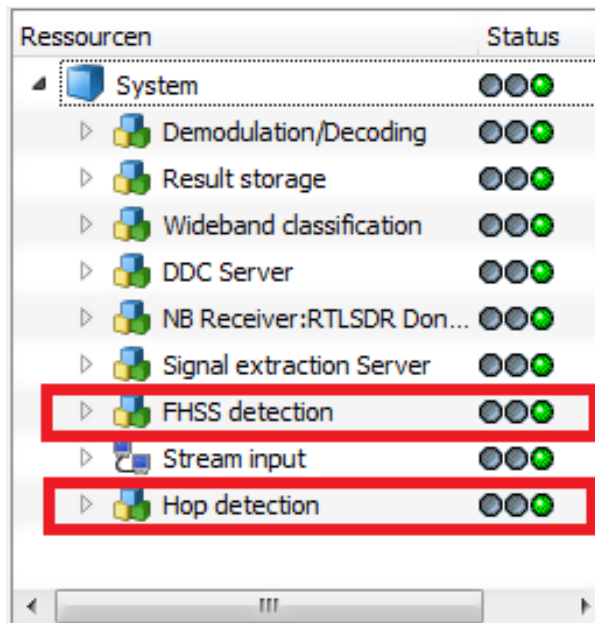 Ressourcen Status
System
Demodulation/Decoding
Result storage
Wideband classification
DDC Server
NB Receiver:RTLSDR Don...
Signal extraction Server
FHSS detection
Stream input
Hop detection